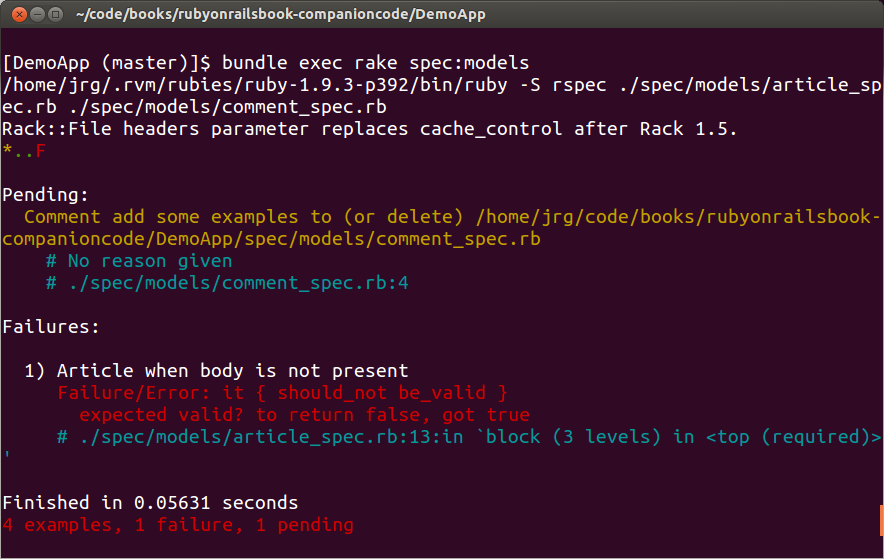 ~/code/books/rubyonrailsbook-companioncode/DemoApp
[DemoApp (master)]$ bundle exec rake spec:models
/home/jrg/.rvm/rubies/ruby-1.9.3-p392/bin/ruby -S rspec ./spec/models/article_sp
ec.rb ./spec/models/comment_spec.rb
Rack::File headers parameter replaces cache_control after Rack 1.5.
*..F
Pending:
  Comment add some examples to (or delete) /home/jrg/code/books/rubyonrailsbook-
companioncode/DemoApp/spec/models/comment_spec.rb
    # No reason given
    # ./spec/models/comment_spec.rb:4
Failures:
  1) Article when body is not present
     Failure/Error: it { should_not be_valid }
       expected valid? to return false, got true
     # ./spec/models/article_spec.rb:13:in `block (3 levels) in <top (required)>
'
Finished in 0.05631 seconds
4 examples, 1 failure, 1 pending